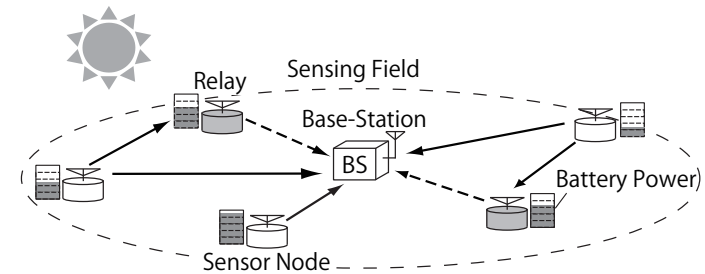 Relay
Sensing Field
Base-Station
BS
Battery Power
Sensor Node